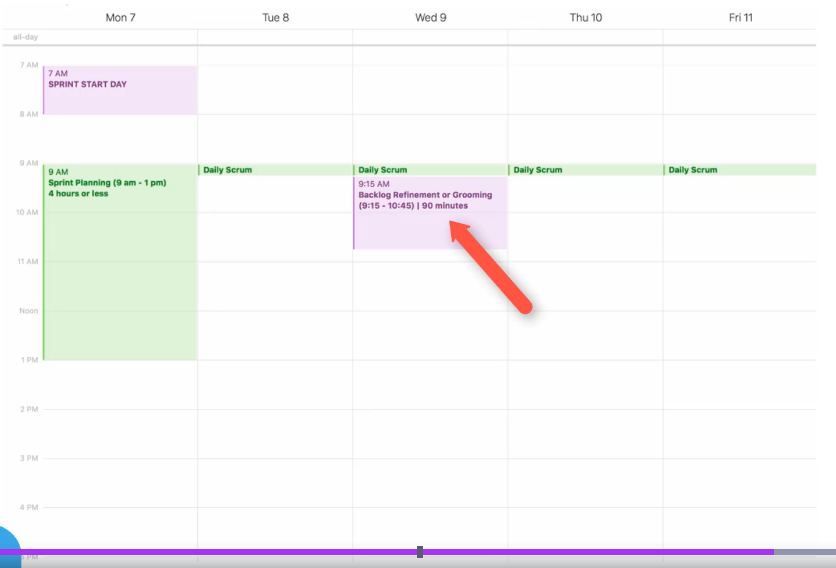 Mon 7
Tue 8
Wed 9
Thu 10
Fri 11
all-day
7 AM
7 AM
SPRINT START DAY
8 AM
9 AM
9 AM
Sprint Planning (9 am - 1 pm)
4 hours or less
Daily Scrum
Daily Scrum
9:15 AM
Backlog Refinement or Grooming
(9:15 - 10:45) | 90 minutes
Daily Scrum
Daily Scrum
10 AM
11 AM
Noon
1 PM
2 PM
3 PM
4 PM